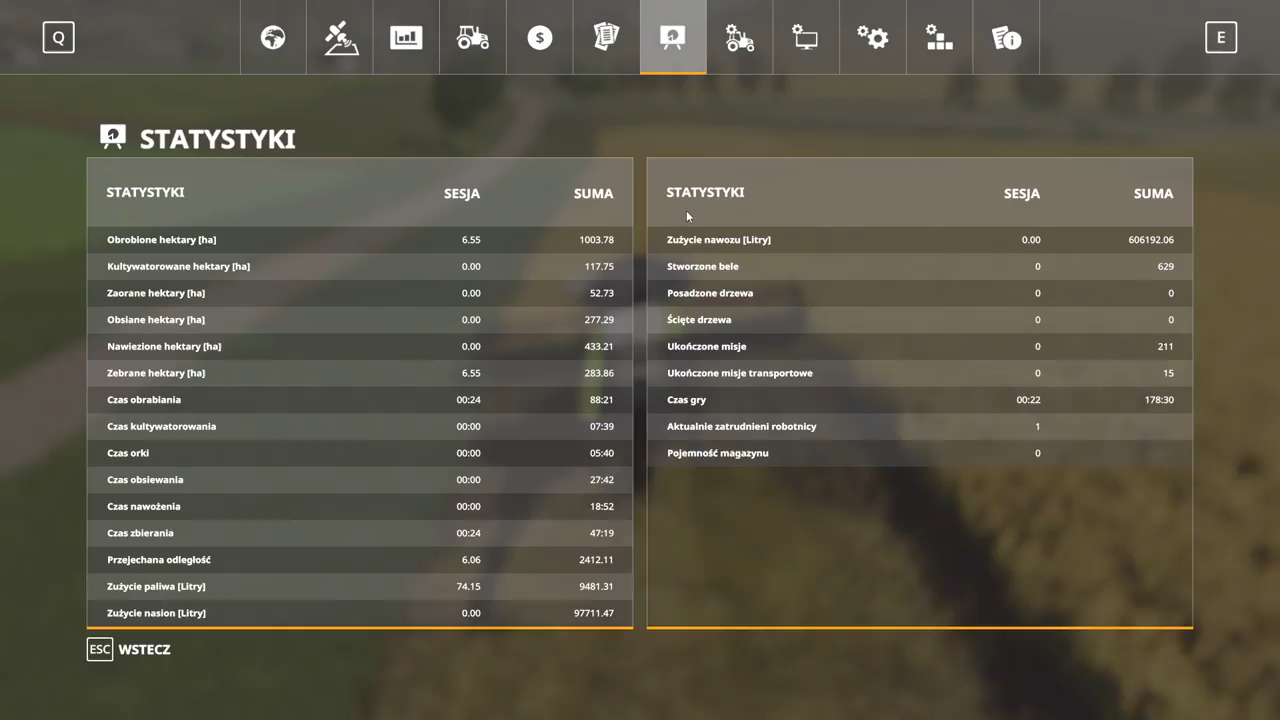 Q
E
STATYSTYKI
STATYSTYKI SESJA SUMA
Obrobione hektary [ha] 6.55 1003.78
Kultywatorowane hektary [ha] 0.00 117.75
Zaorane hektary [ha] 0.00 52.73
Obsiane hektary [ha] 0.00 277.29
Nawiezione hektary [ha] 0.00 433.21
Zebrane hektary [ha] 6.55 283.86
Czas obrabiania 00:24 88:21
Czas kultywatorowania 00:00 07:39
Czas orki 00:00 05:40
Czas obsiewania 00:00 27:42
Czas nawożenia 00:00 18:52
Czas zbierania 00:24 47:19
Przejechana odległość 6.06 2412.11
Zużycie paliwa [Litry] 74.15 9481.31
Zużycie nasion [Litry] 0.00 97711.47
STATYSTYKI SESJA SUMA
Zużycie nawozu [Litry] 0.00 606192.06
Stworzone bele 0 629
Posadzone drzewa 0 0
Ścięte drzewa 0 0
Ukończone misje 0 211
Ukończone misje transportowe 0 15
Czas gry 00:22 178:30
Aktualnie zatrudnieni robotnicy 1
Pojemność magazynu 0
ESC WSTECZ